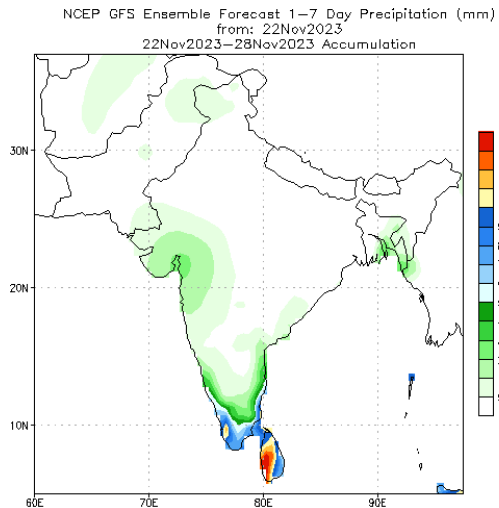 NCEP GFS Ensemble Forecast 1−7 Day Precipitation (mm)
from: 22Nov2023
22Nov2023−28Nov2023 Accumulation
30N
20N
10N
60E 70E 80E 90E